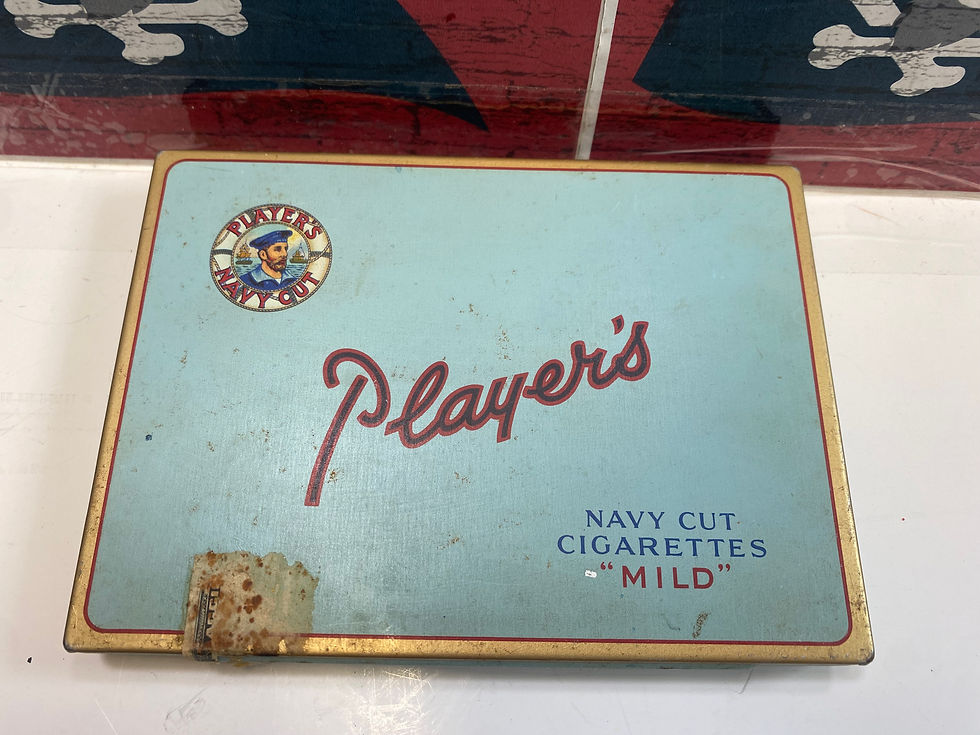 PLAYER'S
NAVY CUT
Player's
NAVY CUT
CIGARETTES
"MILD"